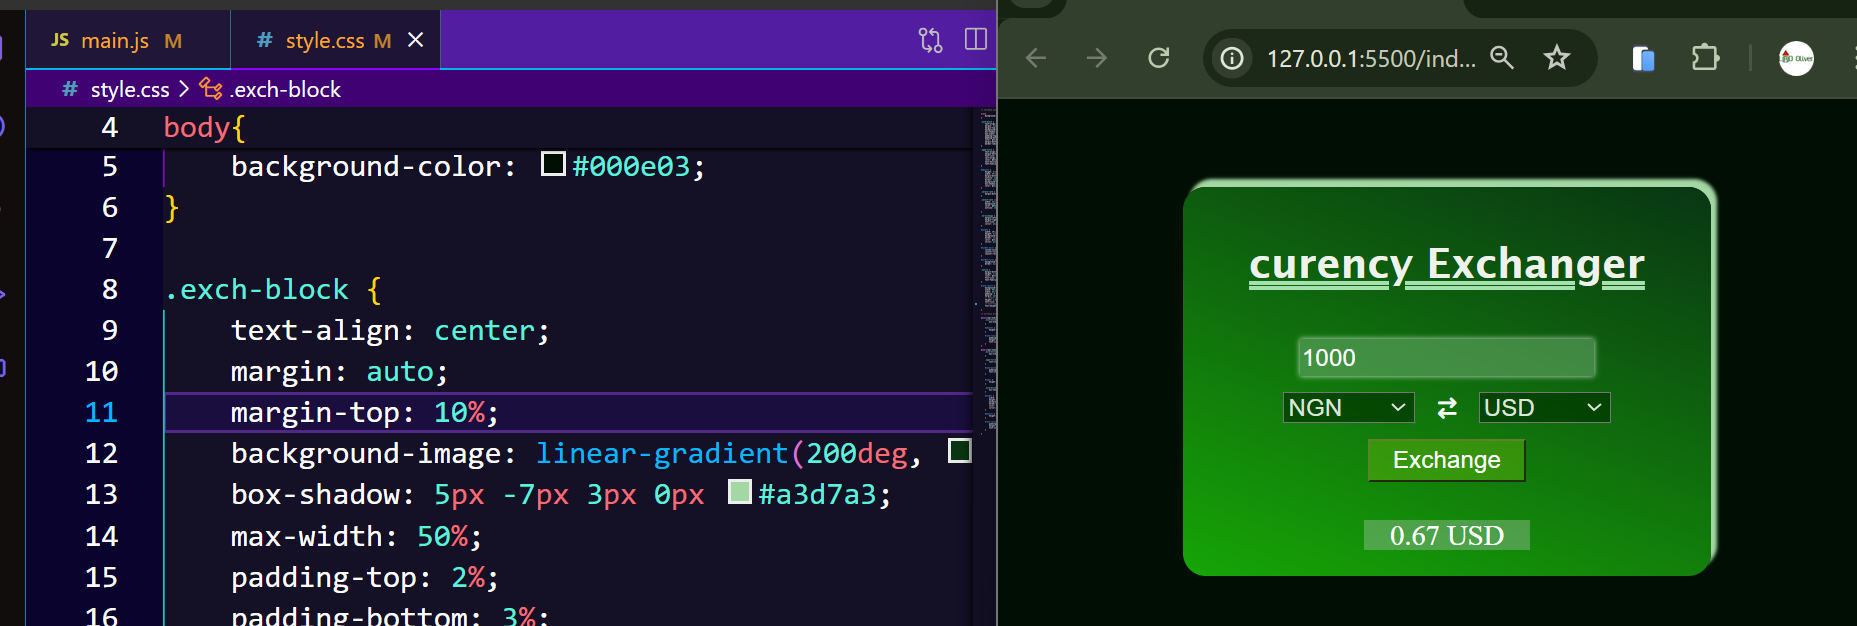 JS main.js M
# style.css M
# style.css > .exch-block
4 body{
5 background-color: #000e03;
6 }
7
8 .exch-block {
9 text-align: center;
10 margin: auto;
11 margin-top: 10%;
12 background-image: linear-gradient(200deg,
13 box-shadow: 5px -7px 3px 0px #a3d7a3;
14 max-width: 50%;
15 padding-top: 2%;
16 padding-bottom: 3%;
127.0.0.1:5500/ind...
curency Exchanger
1000
NGN
USD
Exchange
0.67 USD